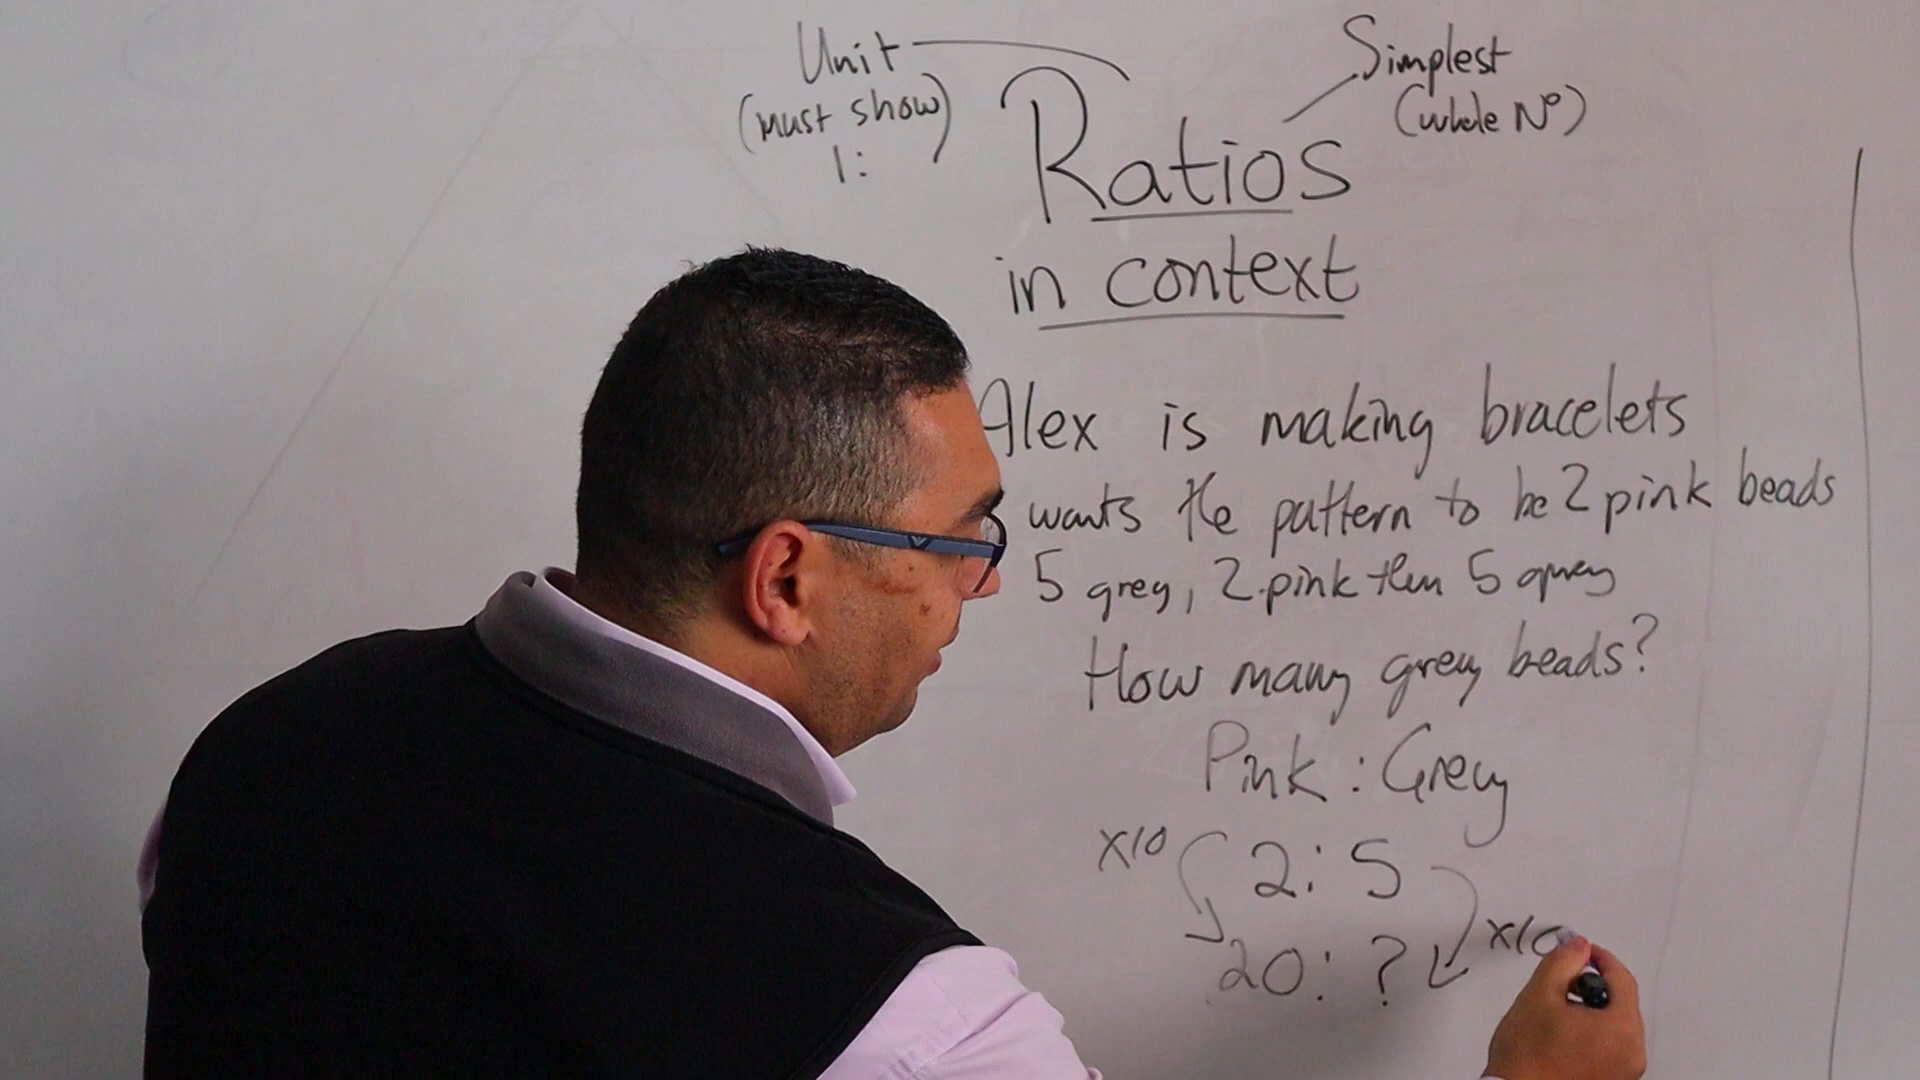 Unit
(must show)
1:
Simplest
(whole Nº)
Ratios
in context
Alex is making bracelets
wants the pattern to be 2 pink beads
5 grey, 2 pink then 5 grey
How many grey beads?
Pink : Grey
x10 2 : 5
20 : ? x10